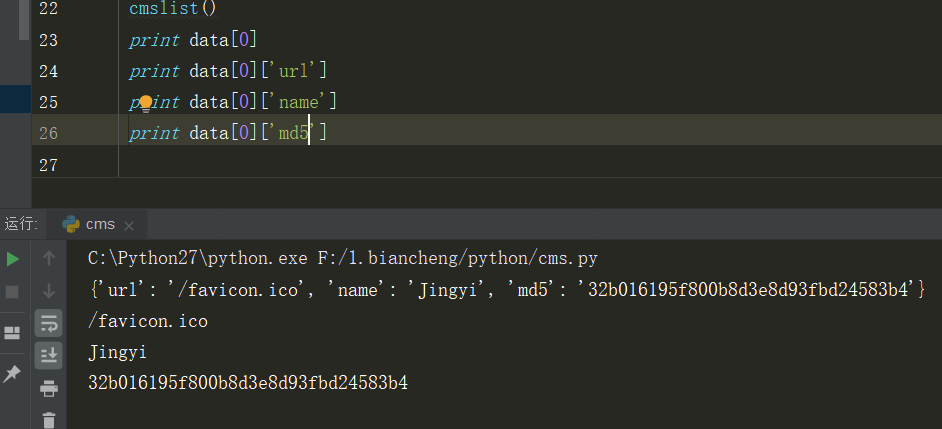 22 cmslist()
23 print data[0]
24 print data[0]['url']
25 print data[0]['name']
26 print data[0]['md5']
27
运行: cms
C:\Python27\python.exe F:/1.biancheng/python/cms.py
{'url': '/favicon.ico', 'name': 'Jingyi', 'md5': '32b016195f800b8d3e8d93fbd24583b4'}
/favicon.ico
Jingyi
32b016195f800b8d3e8d93fbd24583b4